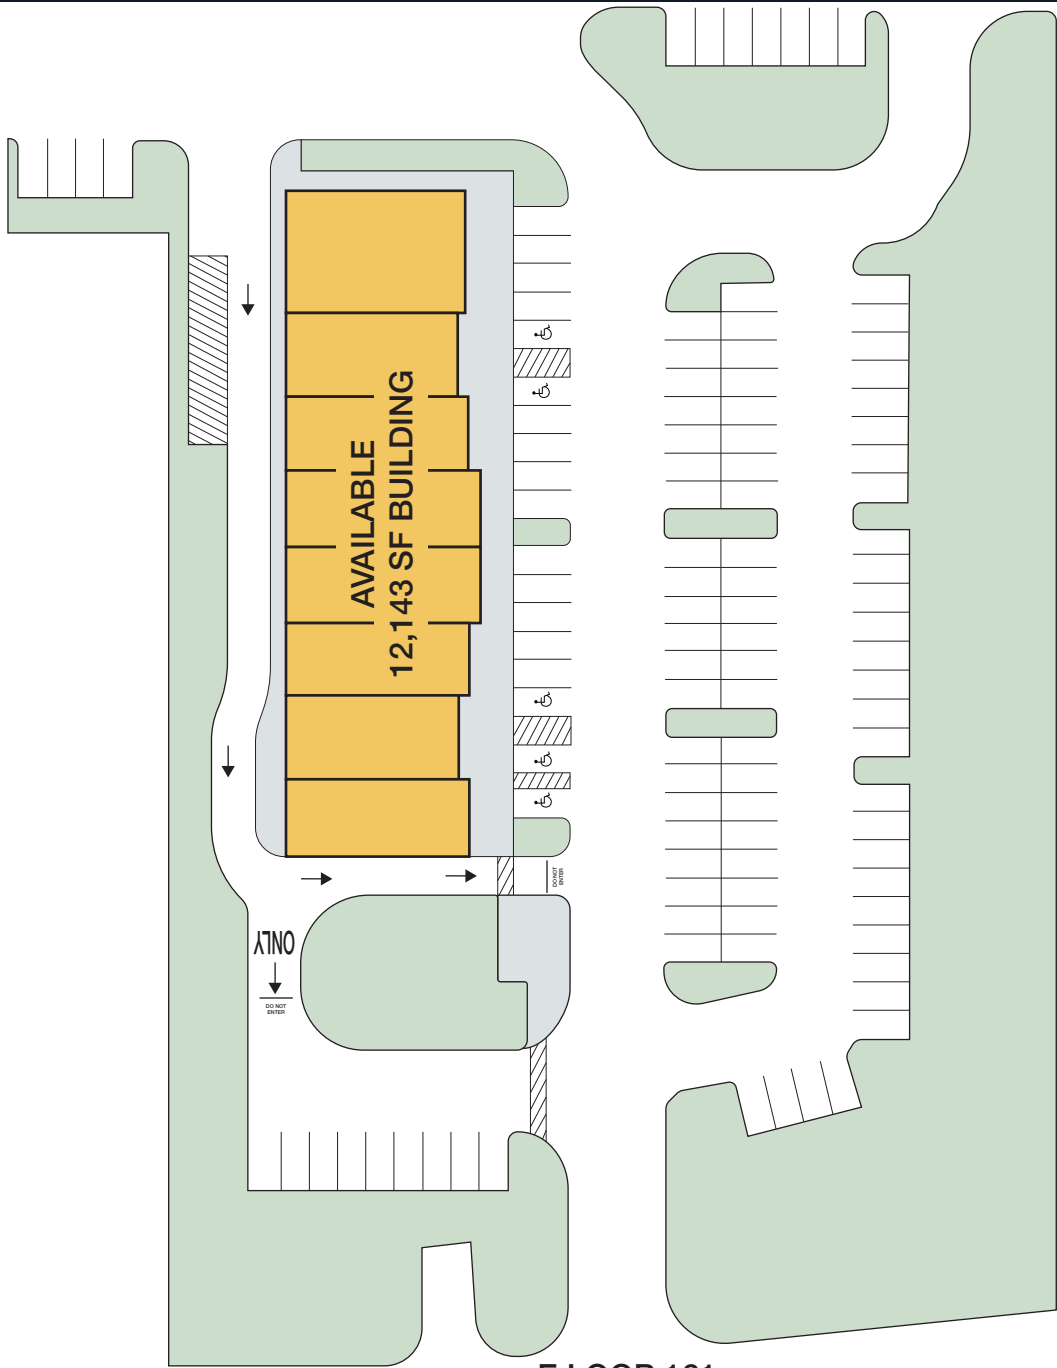 AVAILABLE
12,143 SF BUILDING
DO NOT
ENTER
ONLY
DO NOT
ENTER